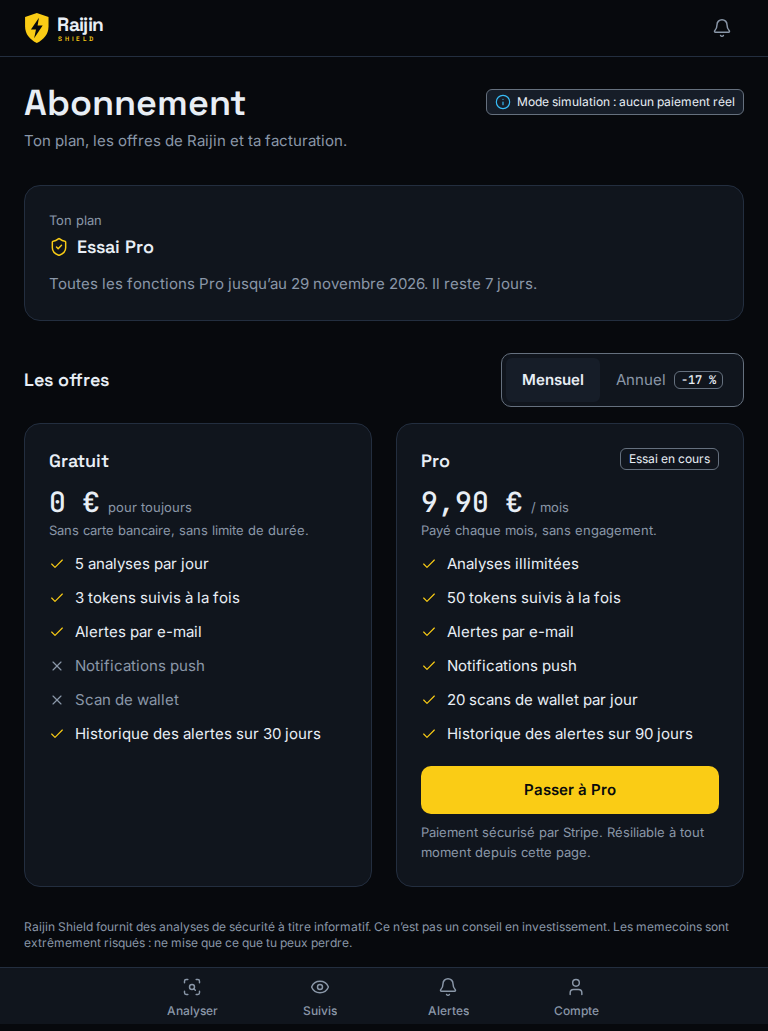 Raijin
SHIELD
Abonnement
Mode simulation : aucun paiement réel
Ton plan, les offres de Raijin et ta facturation.
Ton plan
Essai Pro
Toutes les fonctions Pro jusqu’au 29 novembre 2026. Il reste 7 jours.
Les offres
Mensuel
Annuel
-17 %
Gratuit
0 € pour toujours
Sans carte bancaire, sans limite de durée.
5 analyses par jour
3 tokens suivis à la fois
Alertes par e-mail
Notifications push
Scan de wallet
Historique des alertes sur 30 jours
Pro
Essai en cours
9,90 € / mois
Payé chaque mois, sans engagement.
Analyses illimitées
50 tokens suivis à la fois
Alertes par e-mail
Notifications push
20 scans de wallet par jour
Historique des alertes sur 90 jours
Passer à Pro
Paiement sécurisé par Stripe. Résiliable à tout
moment depuis cette page.
Raijin Shield fournit des analyses de sécurité à titre informatif. Ce n’est pas un conseil en investissement. Les memecoins sont
extrêmement risqués : ne mise que ce que tu peux perdre.
Analyser
Suivis
Alertes
Compte